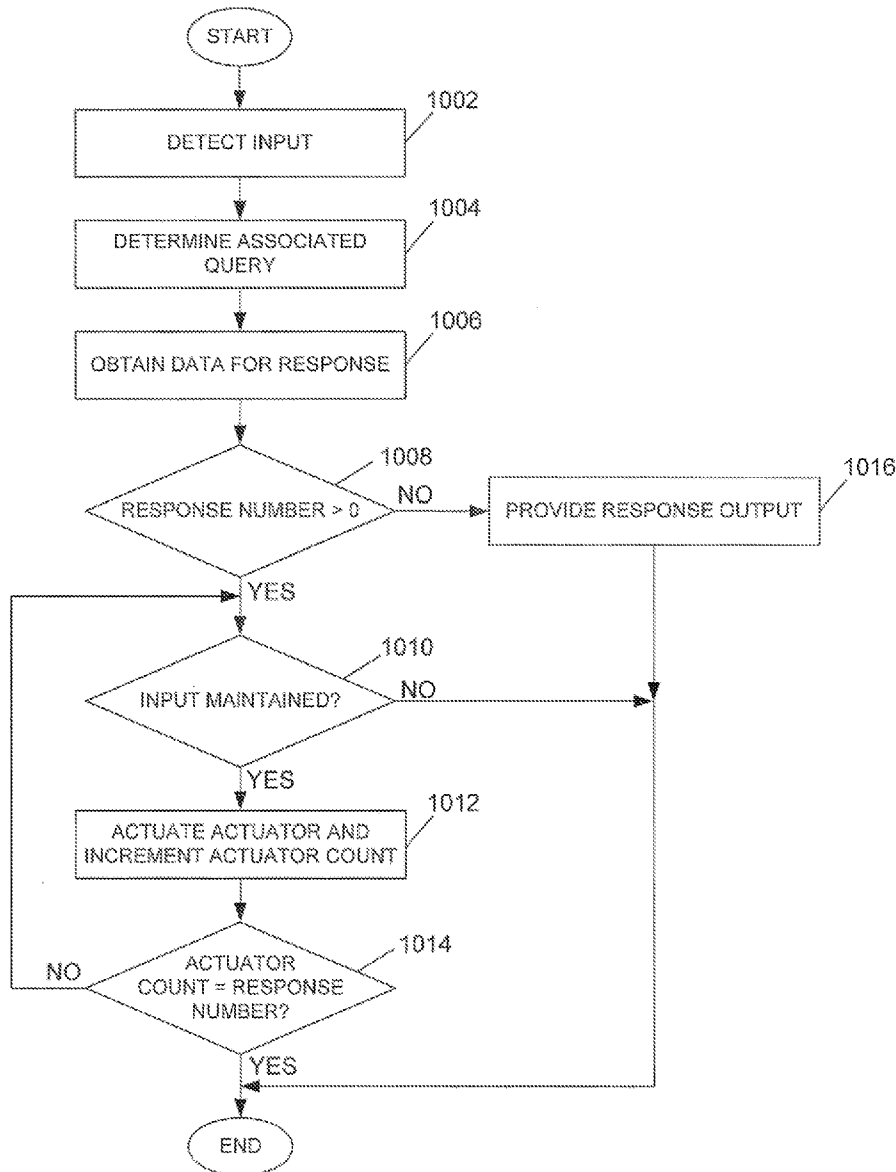 START
1002
DETECT INPUT
1004
DETERMINE ASSOCIATED
QUERY
1006
OBTAIN DATA FOR RESPONSE
1008
RESPONSE NUMBER > 0
NO
1016
PROVIDE RESPONSE OUTPUT
YES
1010
INPUT MAINTAINED?
NO
YES
1012
ACTUATE ACTUATOR AND
INCREMENT ACTUATOR COUNT
1014
NO
ACTUATOR
COUNT = RESPONSE
NUMBER?
YES
END